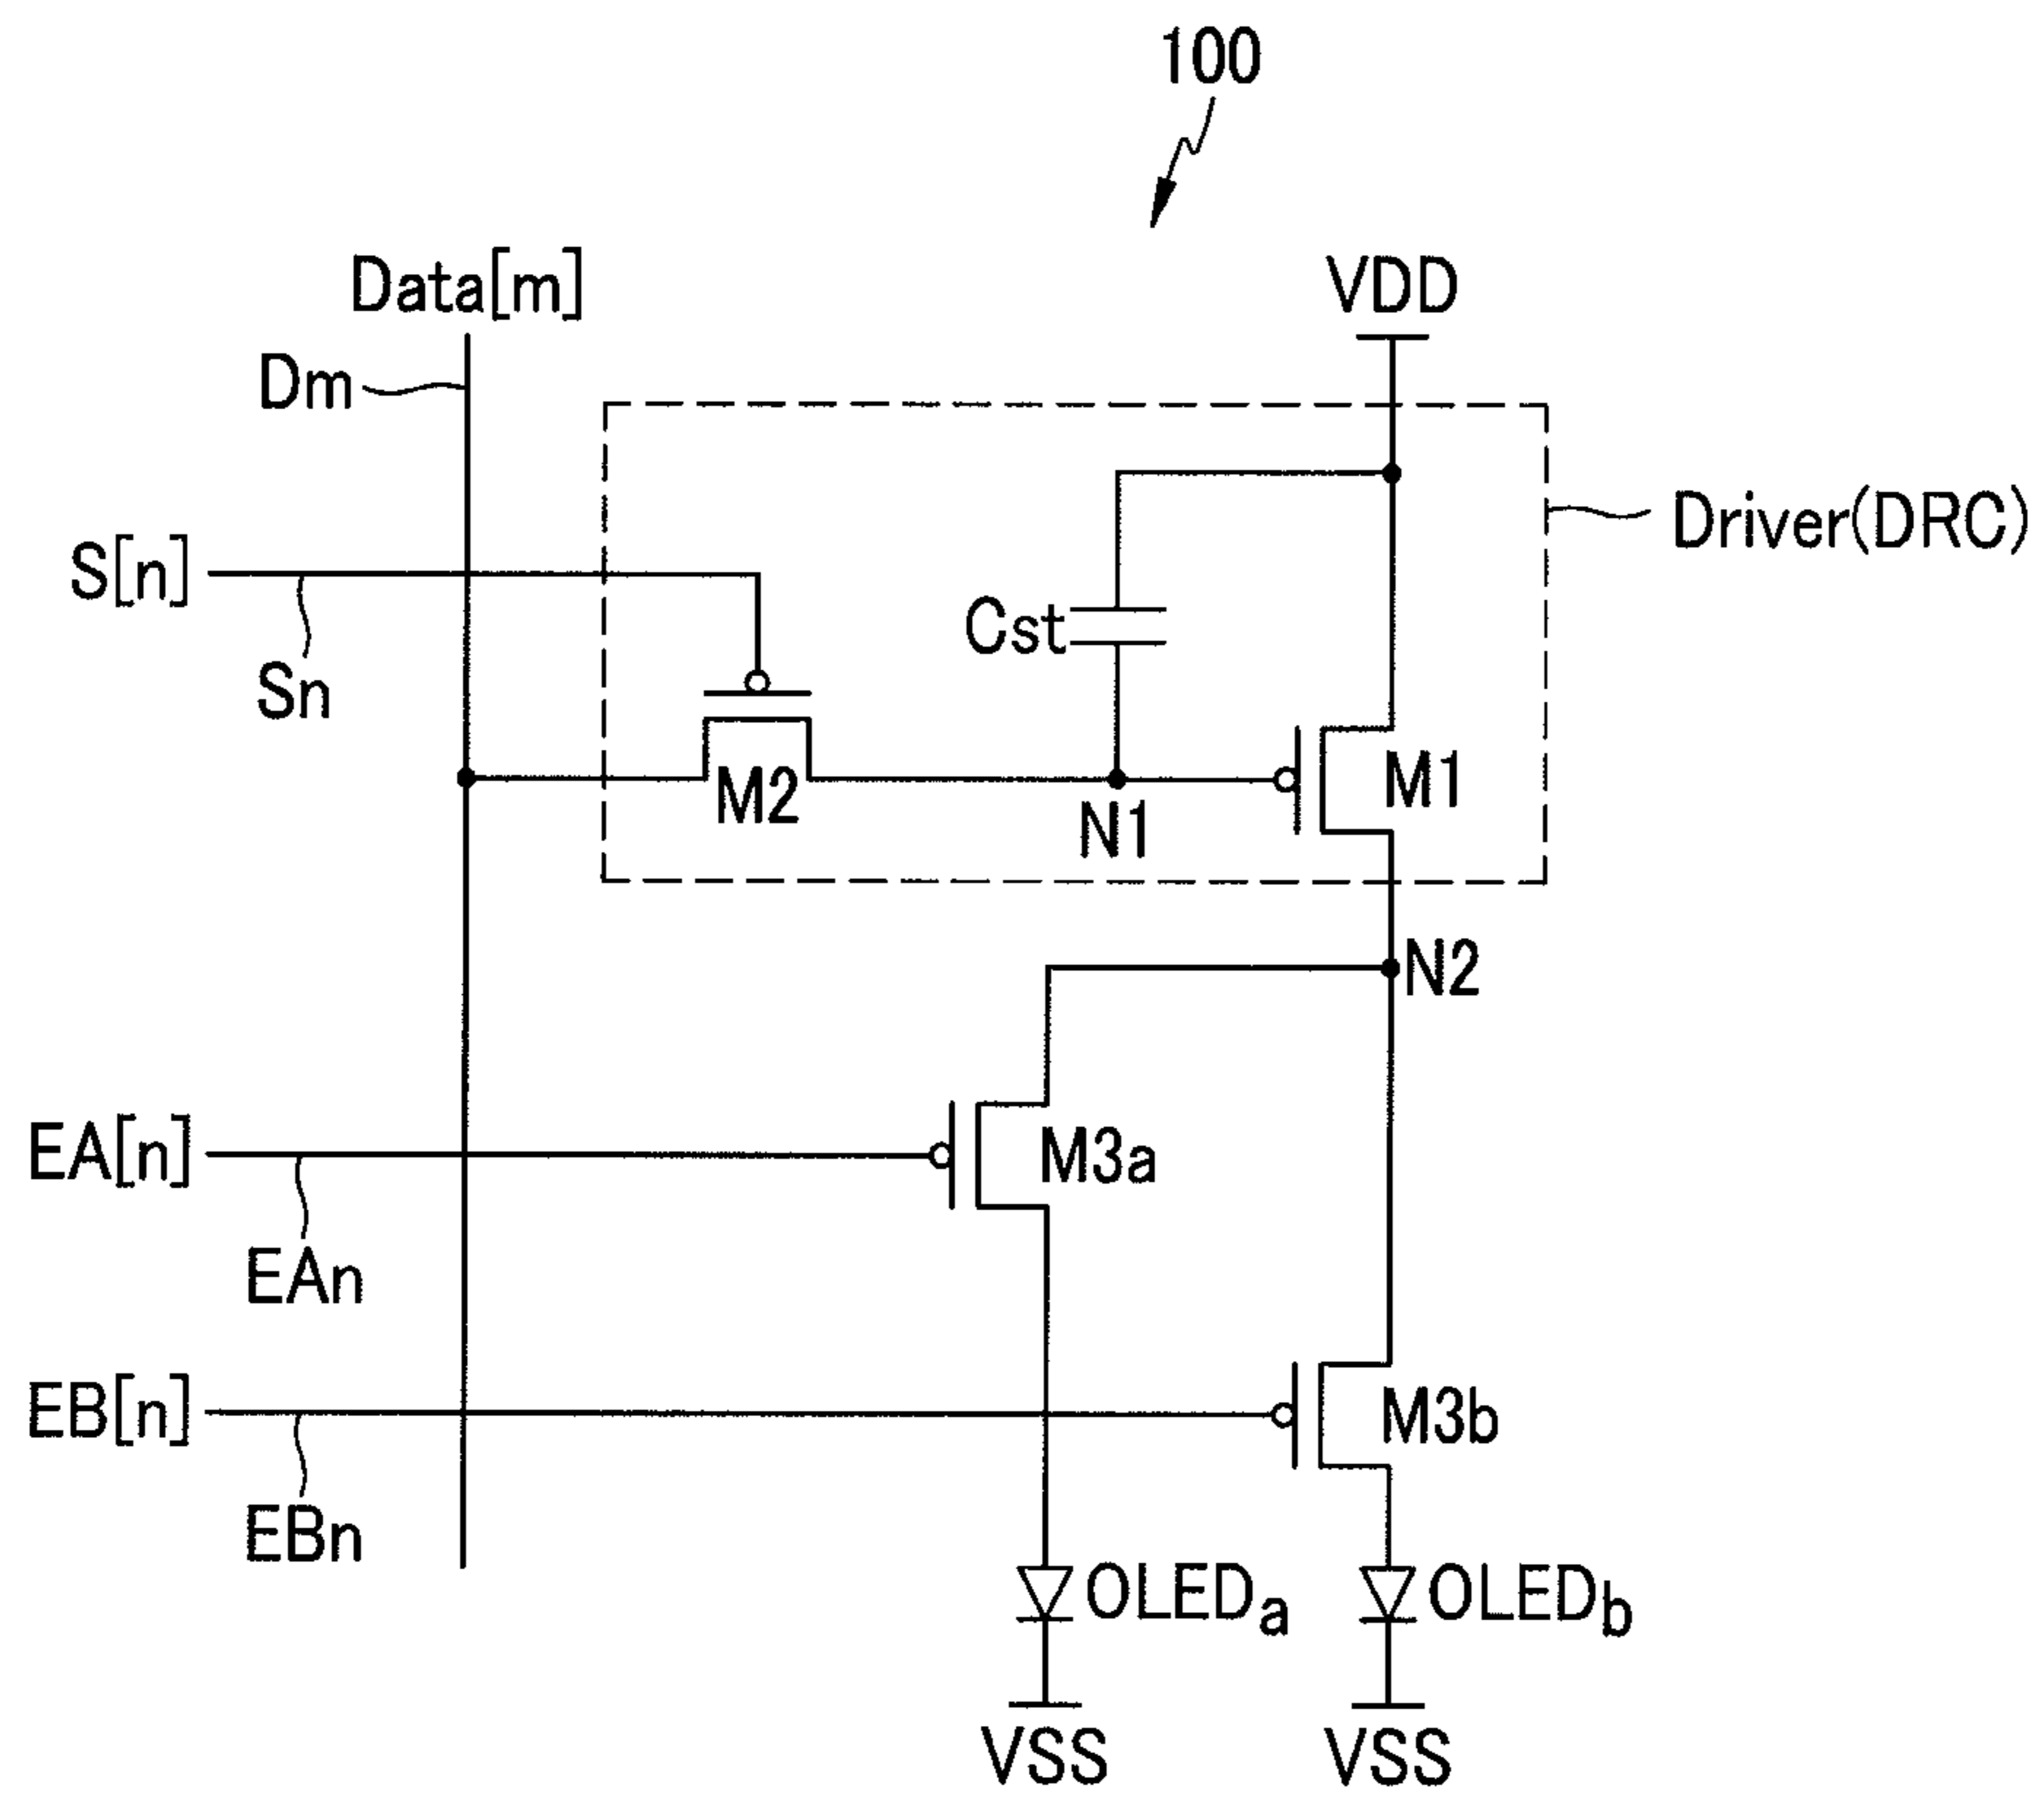 100
Data[m]
VDD
Dm
Driver(DRC)
S[n]
Cst
Sn
M2
M1
N1
N2
EA[n]
M3a
EAn
EB[n]
M3b
EBn
OLEDa
OLEDb
VSS
VSS